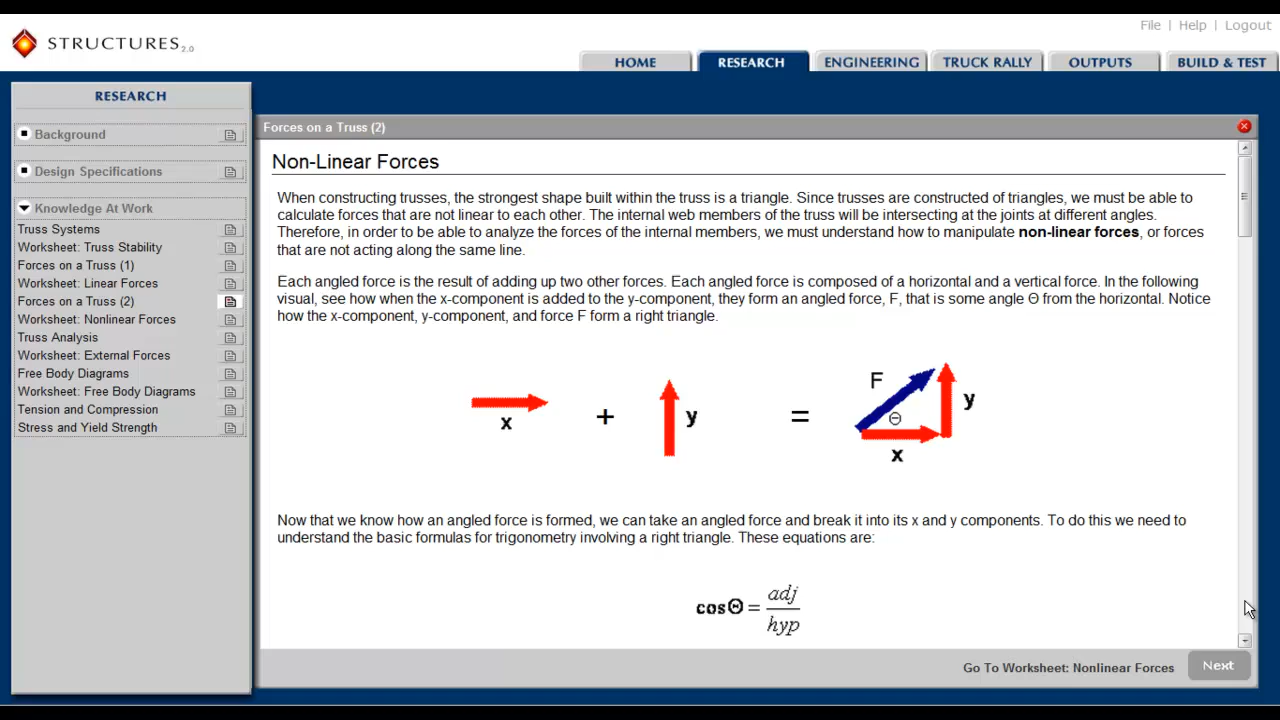 File | Help | Logout
STRUCTURES 2.0
HOME
RESEARCH
ENGINEERING
TRUCK RALLY
OUTPUTS
BUILD & TEST
RESEARCH
Background
Design Specifications
Knowledge At Work
Truss Systems
Worksheet: Truss Stability
Forces on a Truss (1)
Worksheet: Linear Forces
Forces on a Truss (2)
Worksheet: Nonlinear Forces
Truss Analysis
Worksheet: External Forces
Free Body Diagrams
Worksheet: Free Body Diagrams
Tension and Compression
Stress and Yield Strength
Forces on a Truss (2)
Non-Linear Forces
When constructing trusses, the strongest shape built within the truss is a triangle. Since trusses are constructed of triangles, we must be able to
calculate forces that are not linear to each other. The internal web members of the truss will be intersecting at the joints at different angles.
Therefore, in order to be able to analyze the forces of the internal members, we must understand how to manipulate non-linear forces, or forces
that are not acting along the same line.
Each angled force is the result of adding up two other forces. Each angled force is composed of a horizontal and a vertical force. In the following
visual, see how when the x-component is added to the y-component, they form an angled force, F, that is some angle Θ from the horizontal. Notice
how the x-component, y-component, and force F form a right triangle.
x
+
y
=
F
Θ
y
x
Now that we know how an angled force is formed, we can take an angled force and break it into its x and y components. To do this we need to
understand the basic formulas for trigonometry involving a right triangle. These equations are:
cosΘ = adj
hyp
Go To Worksheet: Nonlinear Forces
Next